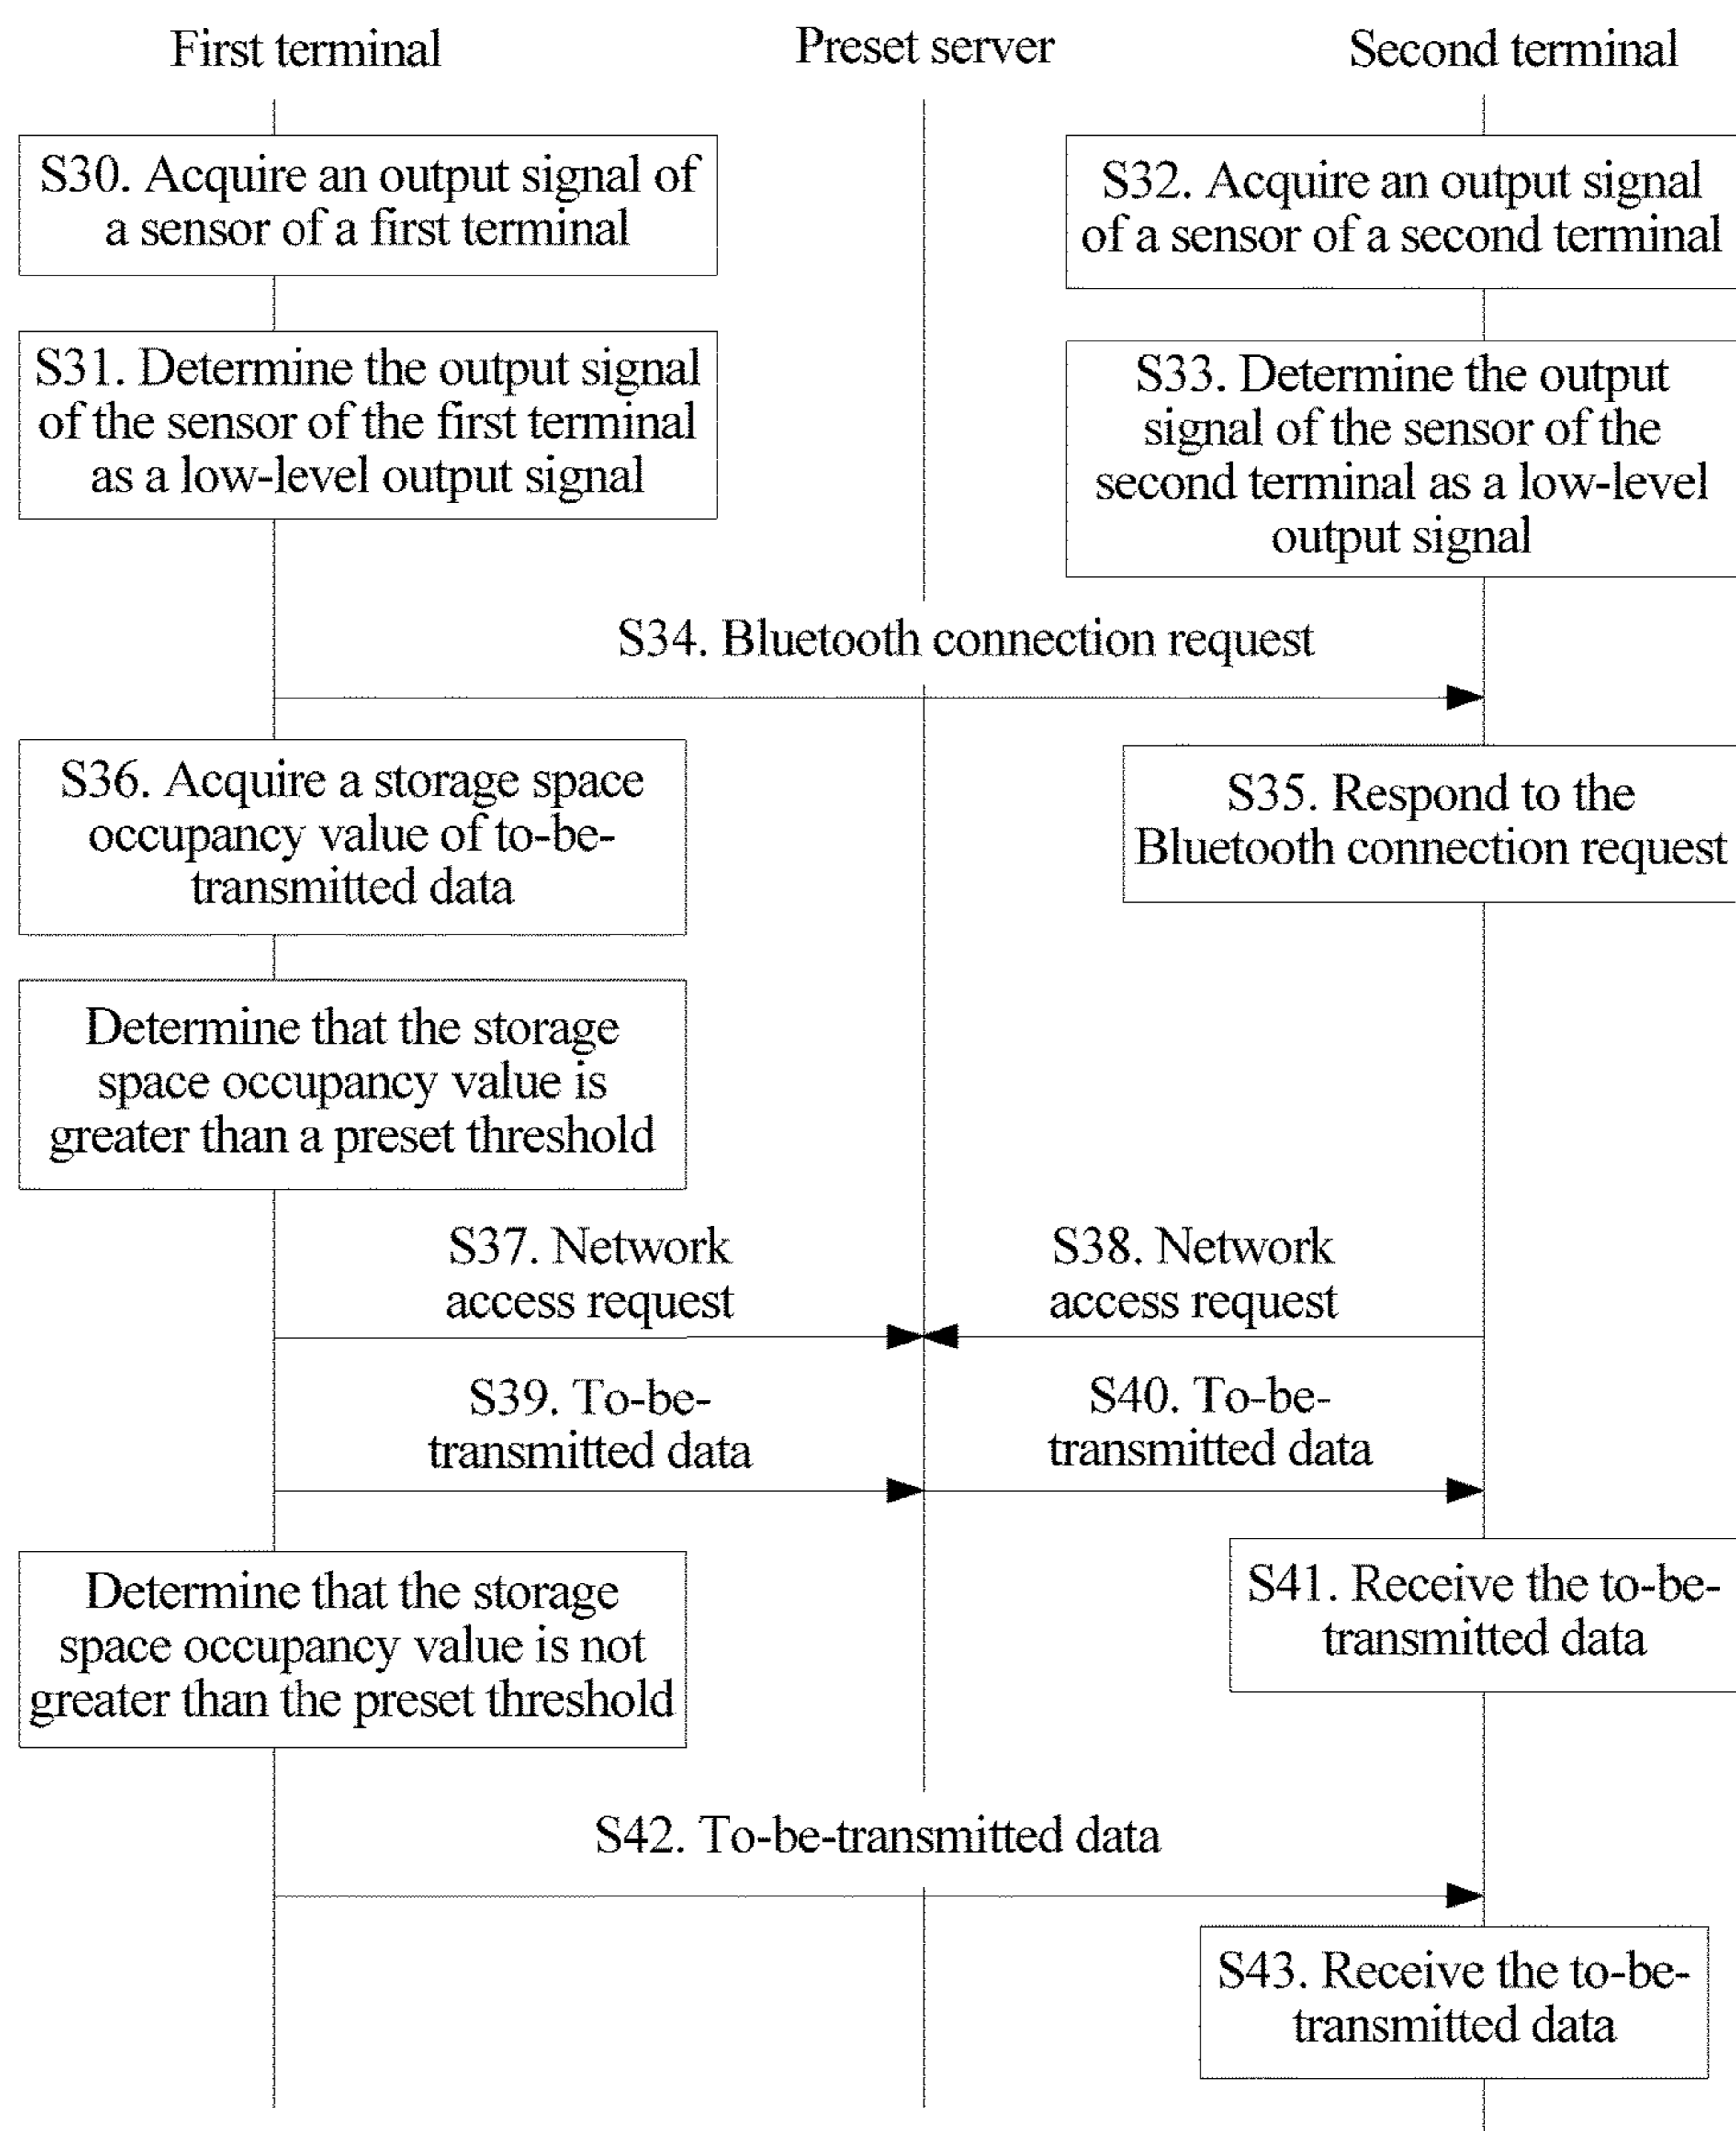 First terminal
Preset server
Second terminal
S30. Acquire an output signal of
a sensor of a first terminal
S32. Acquire an output signal
of a sensor of a second terminal
S31. Determine the output signal
of the sensor of the first terminal
as a low-level output signal
S33. Determine the output
signal of the sensor of the
second terminal as a low-level
output signal
S34. Bluetooth connection request
S36. Acquire a storage space
occupancy value of to-be-
transmitted data
S35. Respond to the
Bluetooth connection request
Determine that the storage
space occupancy value is
greater than a preset threshold
S37. Network
access request
S38. Network
access request
S39. To-be-
transmitted data
S40. To-be-
transmitted data
Determine that the storage
space occupancy value is not
greater than the preset threshold
S41. Receive the to-be-
transmitted data
S42. To-be-transmitted data
S43. Receive the to-be-
transmitted data